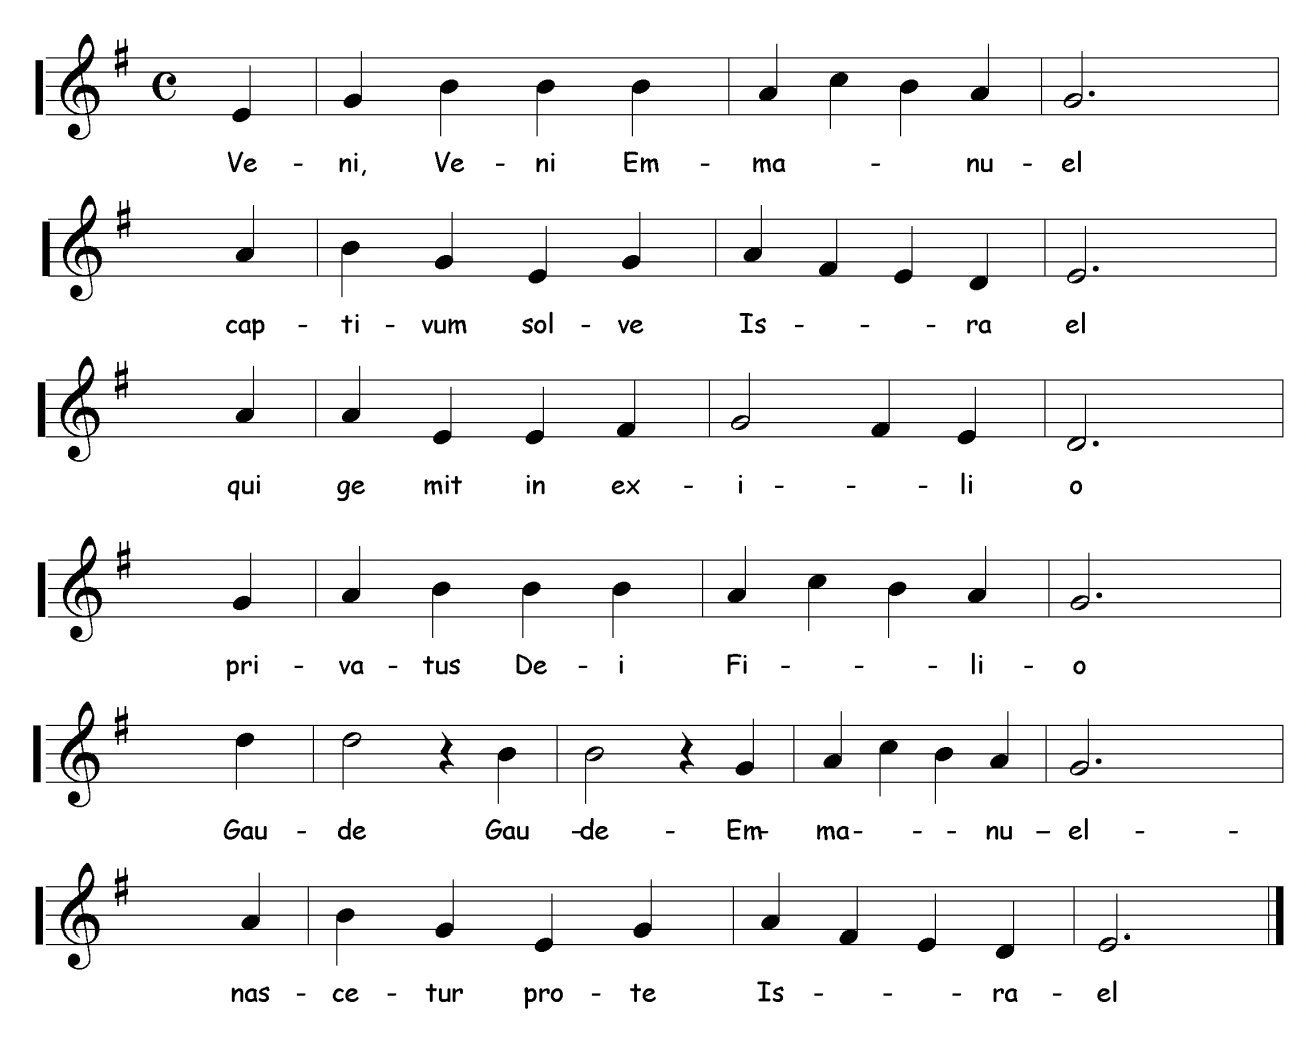 Ve - ni, Ve - ni Em - ma - nu - el
cap - ti - vum sol - ve Is - - - ra el
qui ge mit in ex - i - - - li o
pri - va - tus De - i Fi - - - li - o
Gau - de Gau -de - Em- ma- - - nu – el - -
nas - ce - tur pro - te Is - - - ra - el